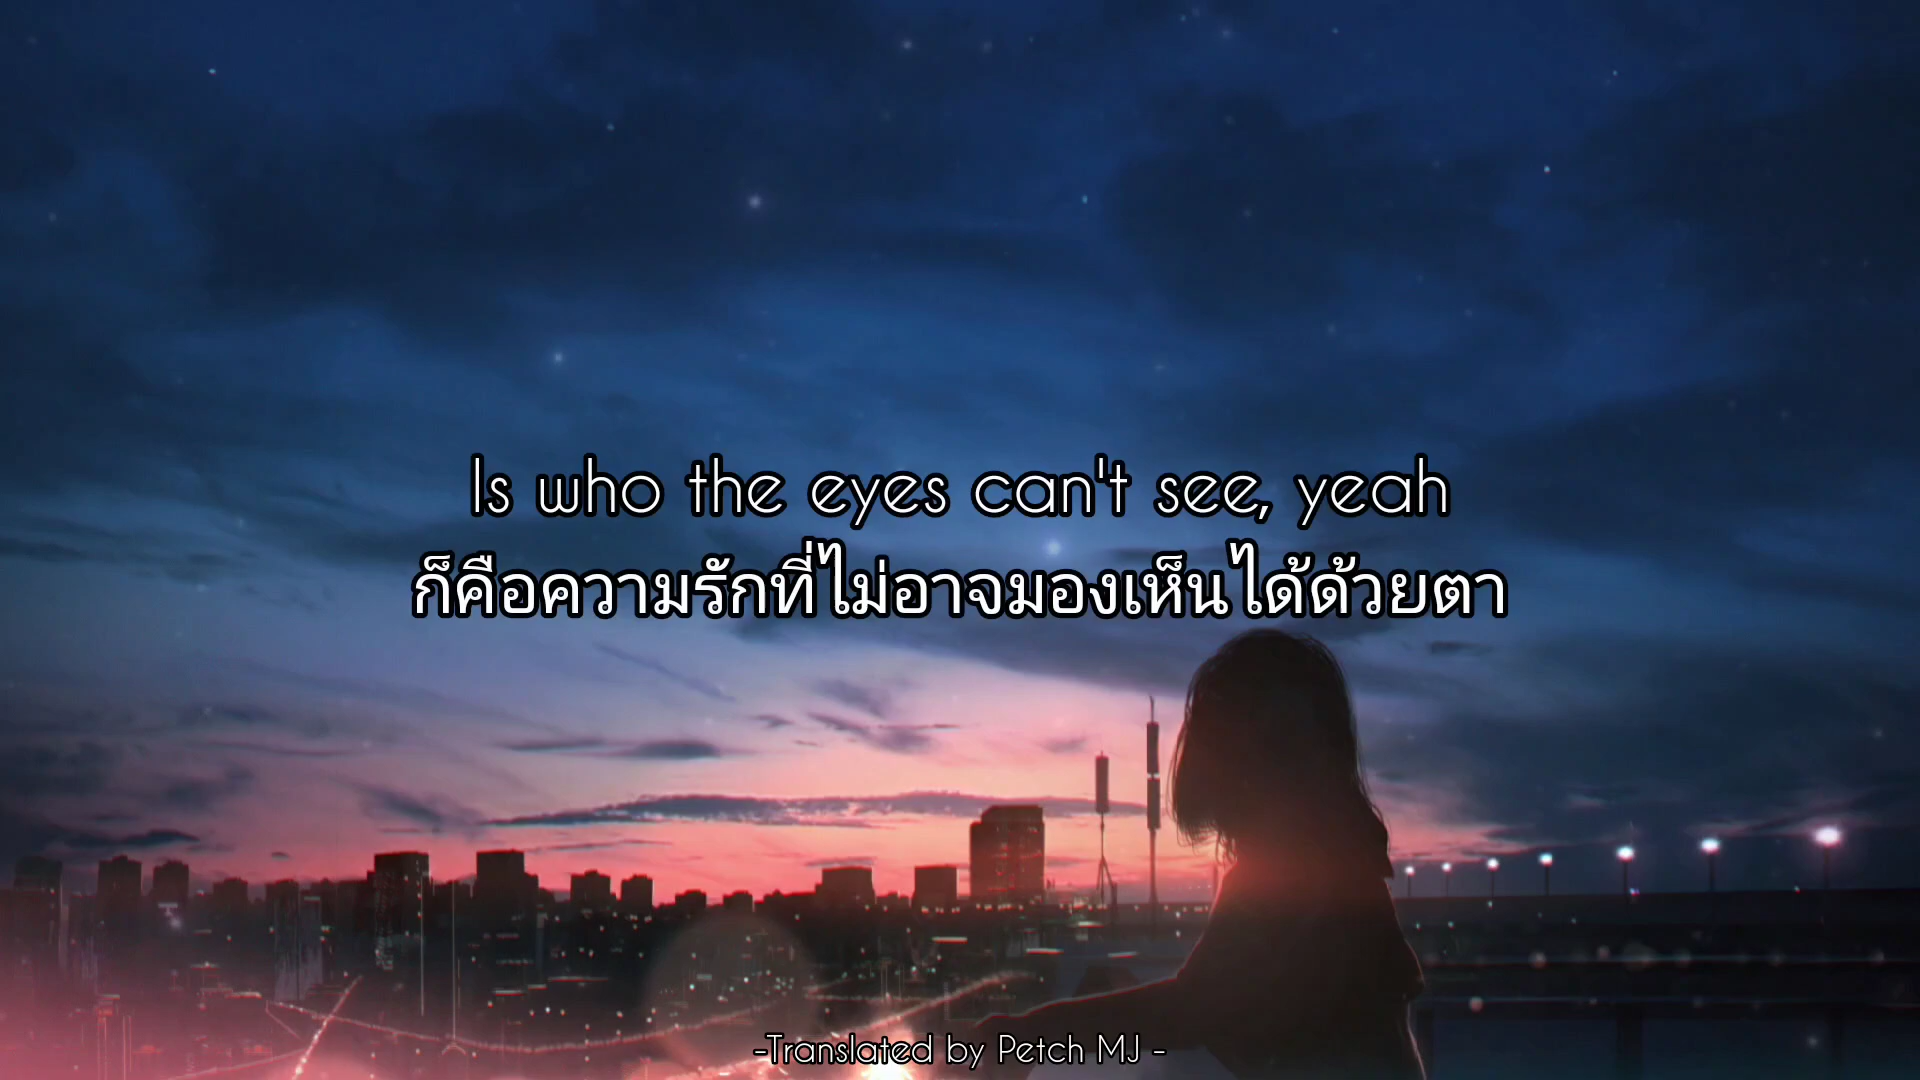 Is who the eyes can't see, yeah
ก็คือความรักที่ไม่อาจมองเห็นได้ด้วยตา
-Translated by Petch MJ -